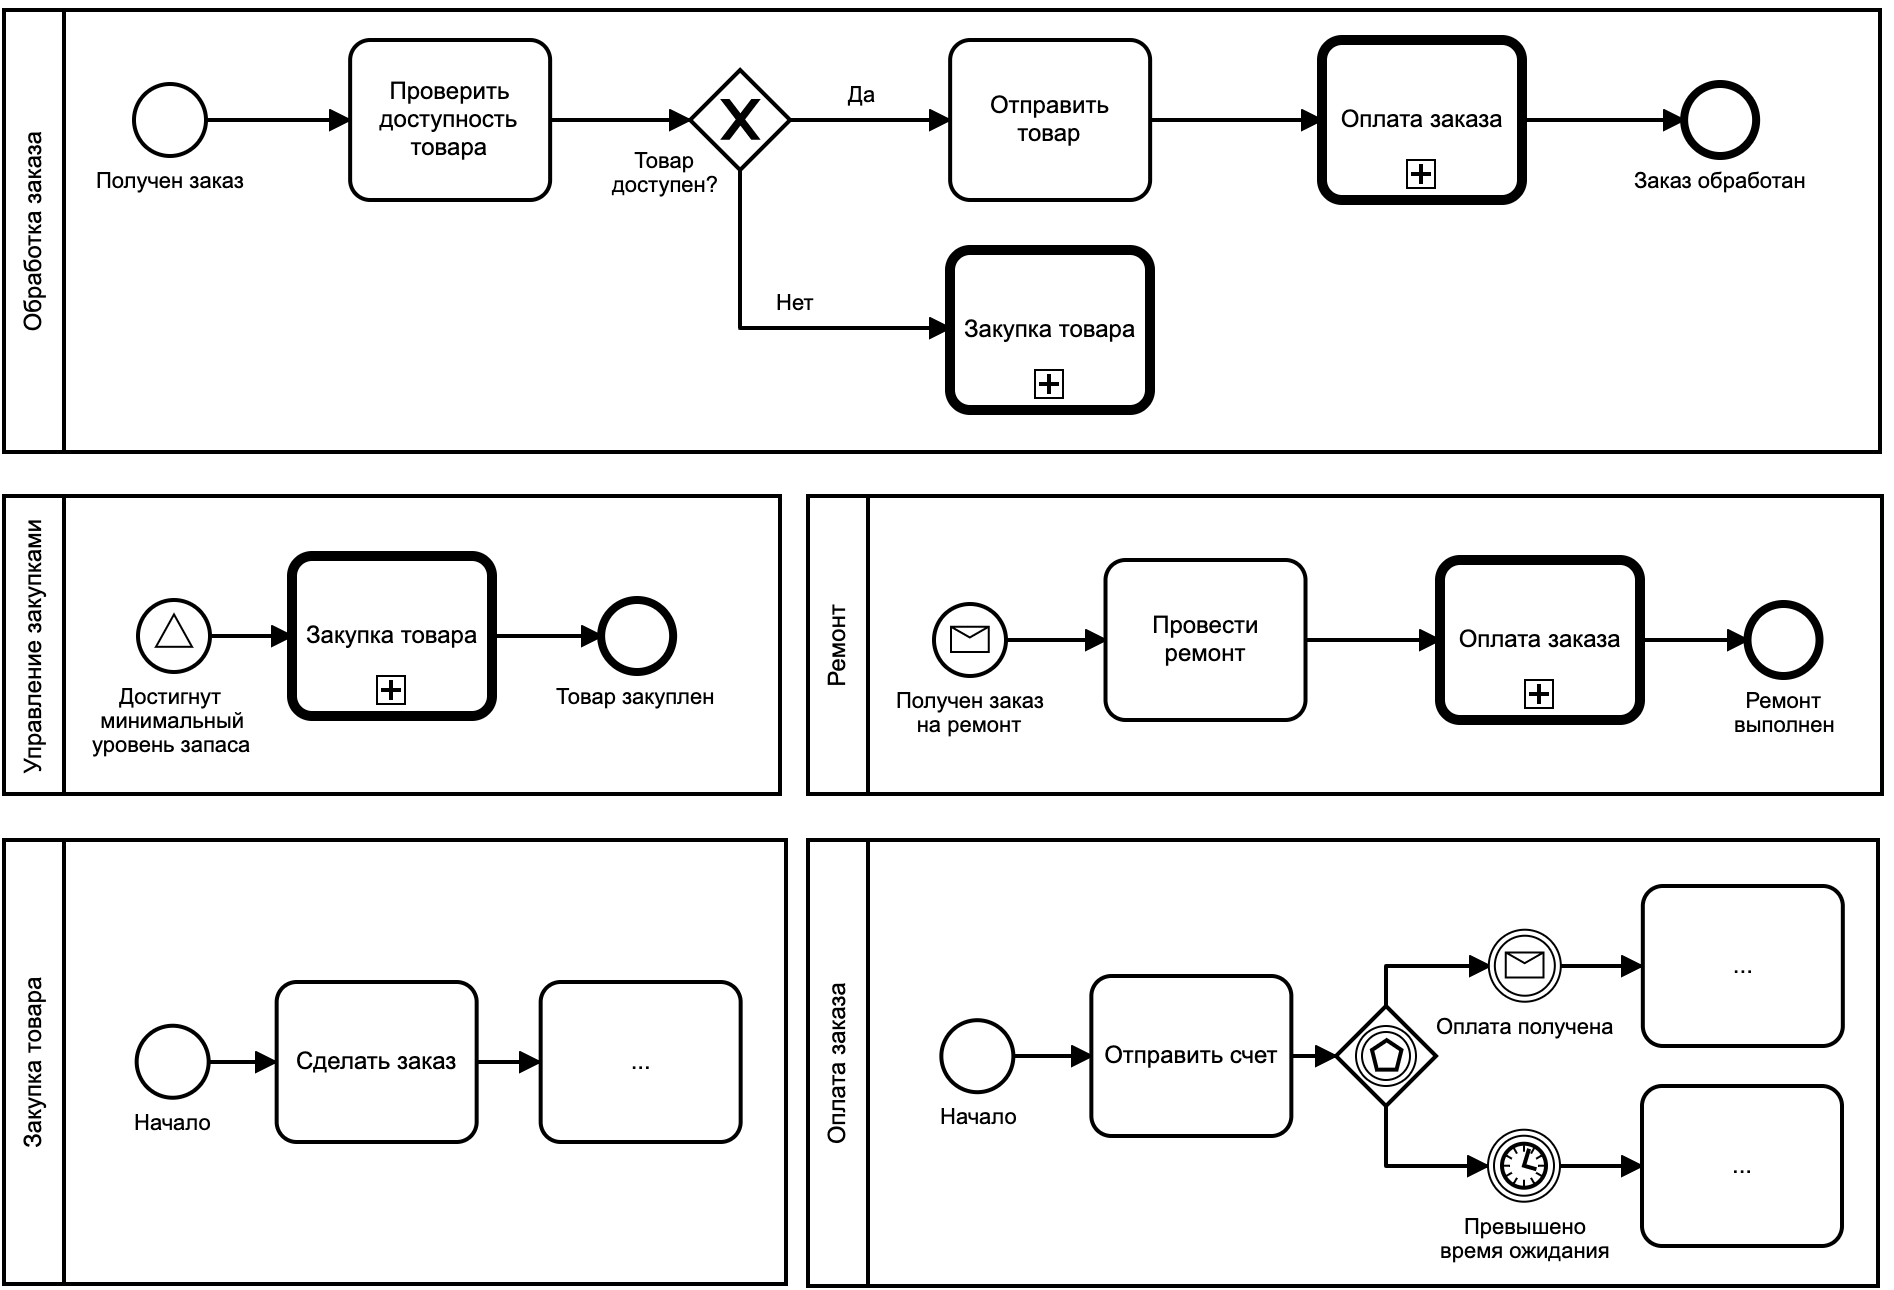 Обработка заказа
Получен заказ
Проверить
доступность
товара
Товар
доступен?
Да
Отправить
товар
Оплата заказа
Заказ обработан
Нет
Закупка товара
Управление закупками
Достигнут
минимальный
уровень запаса
Закупка товара
Товар закуплен
Ремонт
Получен заказ
на ремонт
Провести
ремонт
Оплата заказа
Ремонт
выполнен
Закупка товара
Начало
Сделать заказ
...
Оплата заказа
Начало
Отправить счет
Оплата получена
...
Превышено
время ожидания
...